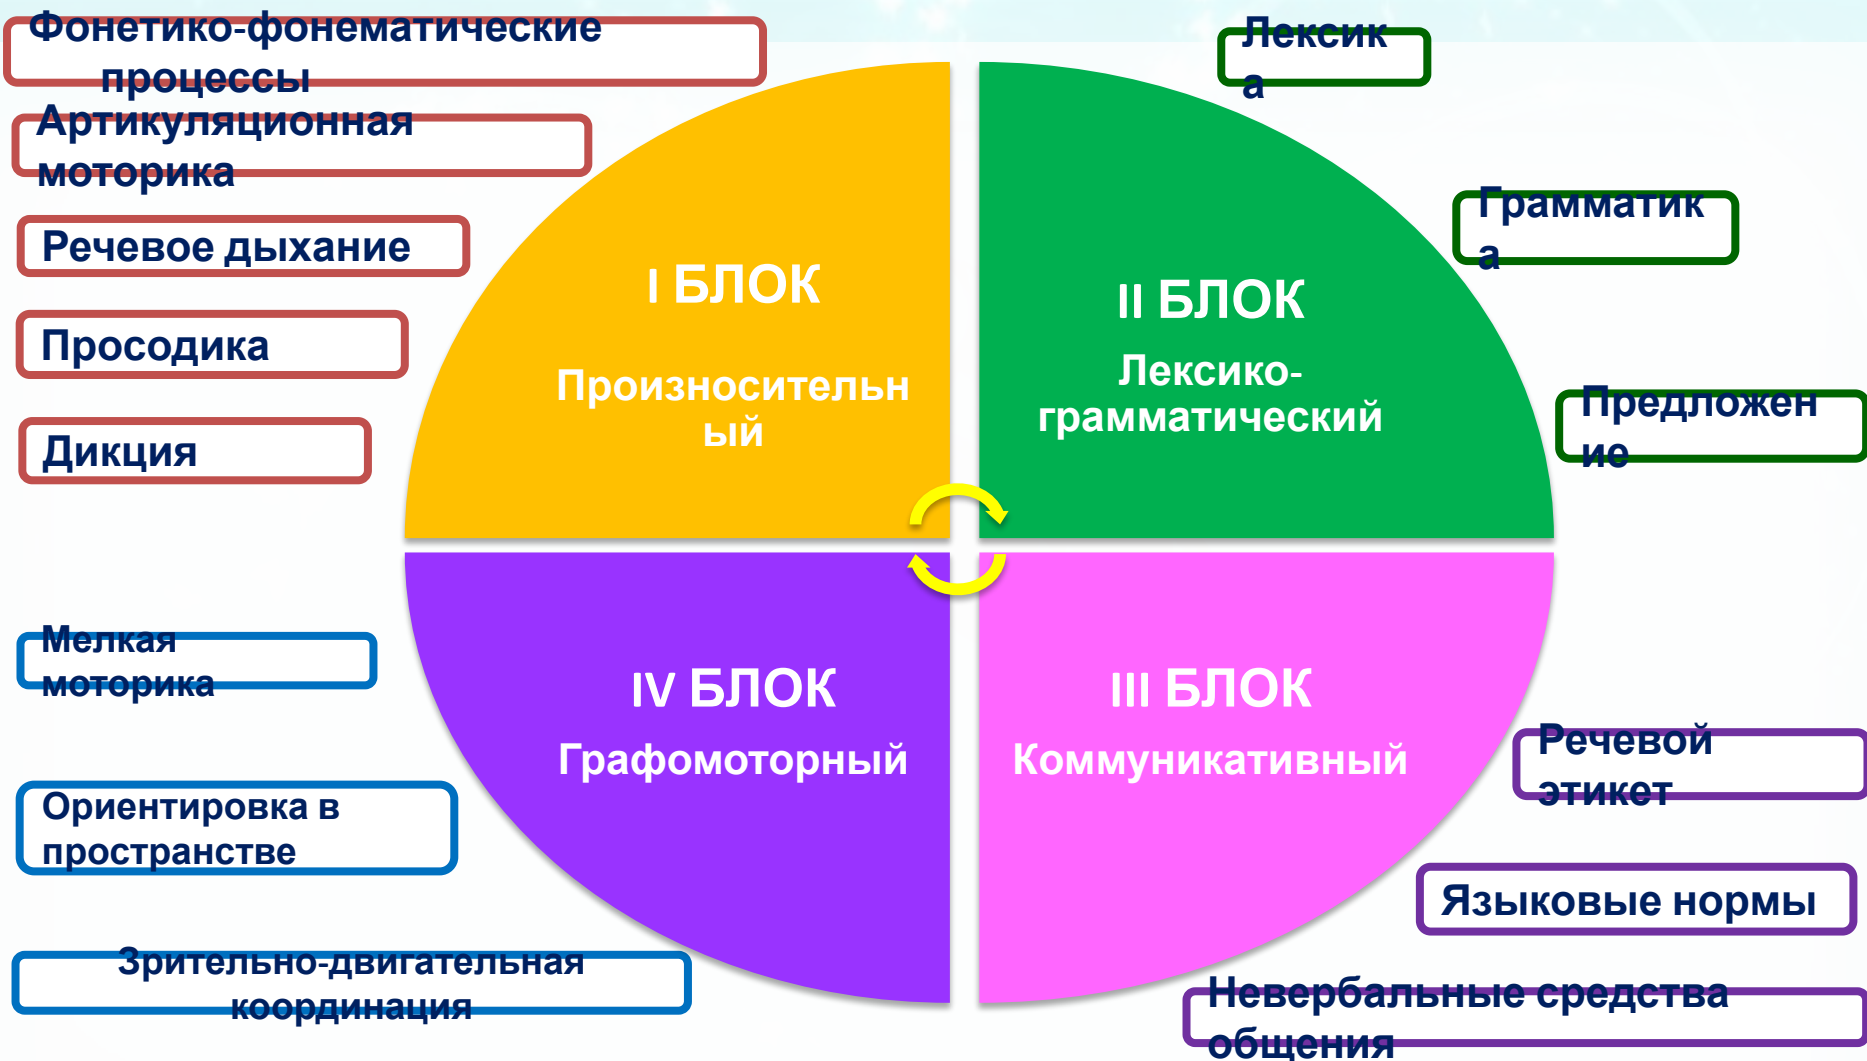 Фонетико-фонематические
процессы
Артикуляционная
моторика
Речевое дыхание
Просодика
Дикция
I БЛОК
Произносительн
ый
Лексик
а
Грамматик
а
Предложен
ие
II БЛОК
Лексико-
грамматический
Мелкая
моторика
Ориентировка в
пространстве
Зрительно-двигательная
координация
IV БЛОК
Графомоторный
III БЛОК
Коммуникативный
Речевой
этикет
Языковые нормы
Невербальные средства
общения